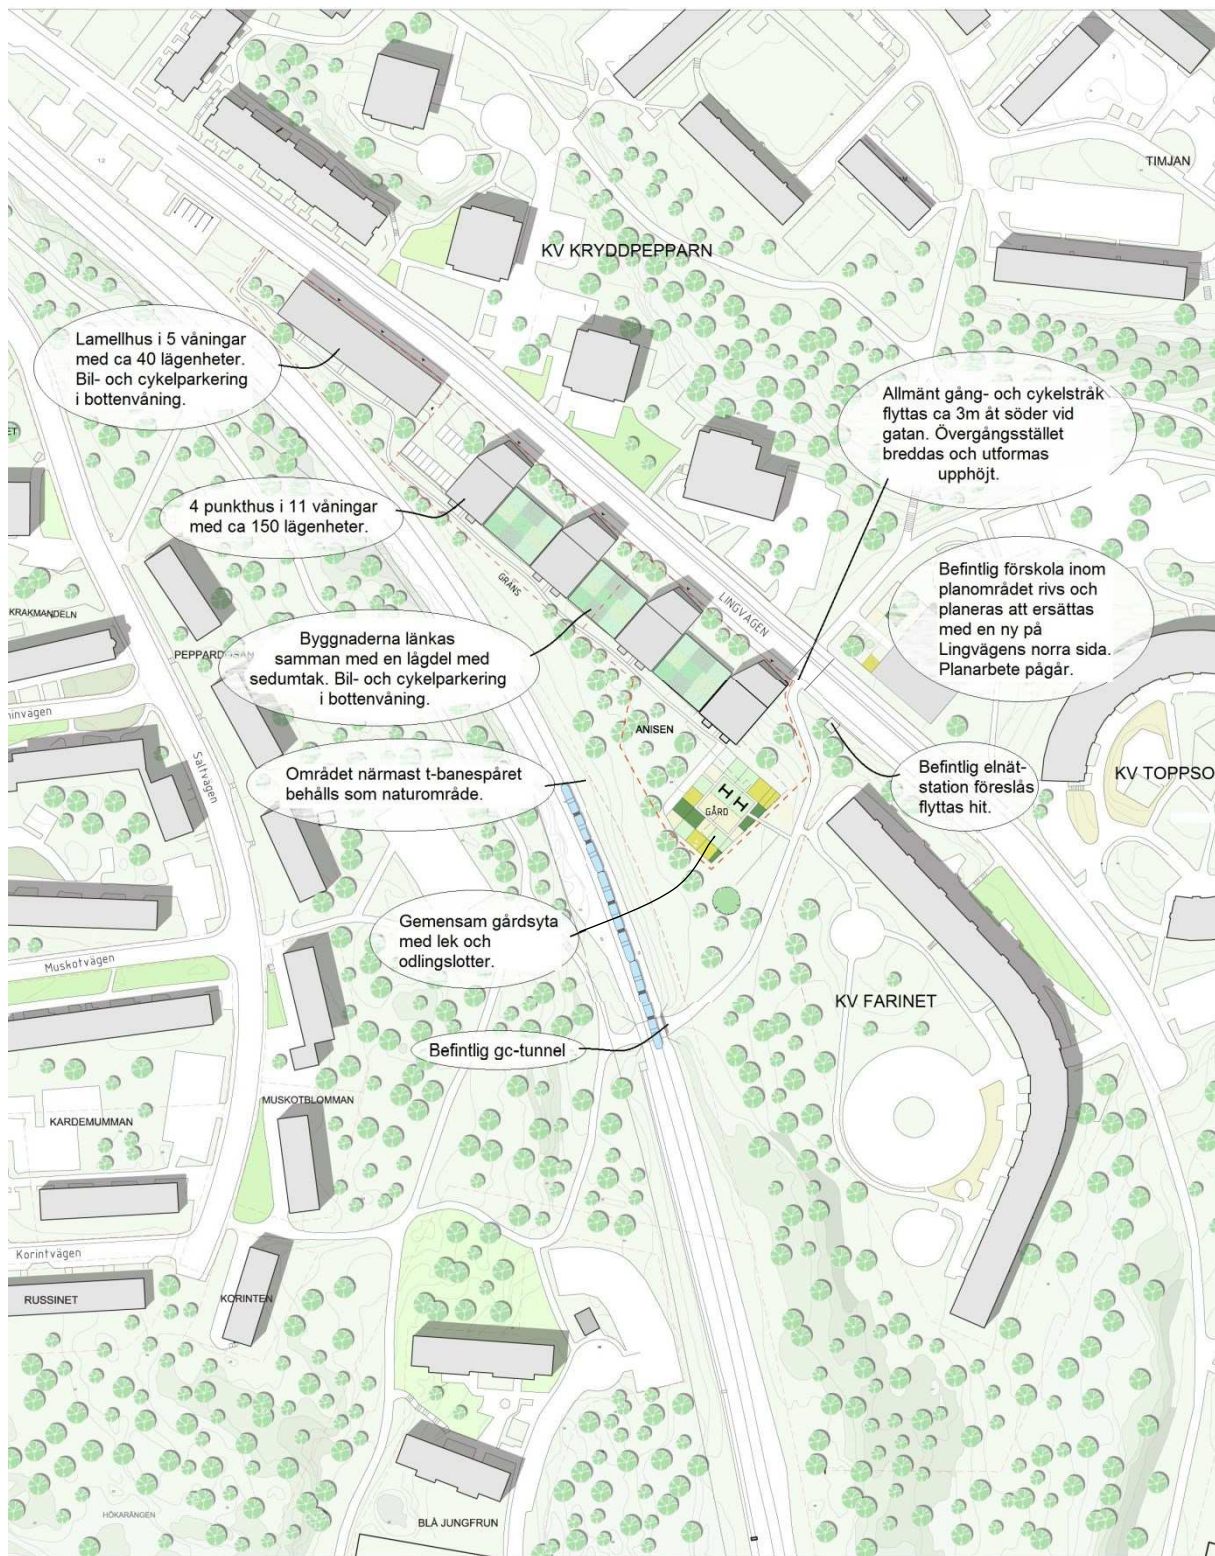 TIMJAN
KV KRYDDPEPPARN
Lamellhus i 5 våningar
med ca 40 lägenheter.
Bil- och cykelparkering
i bottenvåning.
Allmänt gång- och cykelstråk
flyttas ca 3m åt söder vid
gatan. Övergångsstället
breddas och utformas
upphöjt.
4 punkthus i 11 våningar
med ca 150 lägenheter.
GRÄNS
LINGVÄGEN
Befintlig förskola inom
planområdet rivs och
planeras att ersättas
med en ny på
Lingvägens norra sida.
Planarbete pågår.
KRAKMANDELN
Byggnaderna länkas
samman med en lågdel med
sedumtak. Bil- och cykelparkering
i bottenvåning.
ANISEN
Saltvägen
Området närmast t-banespåret
behålls som naturområde.
Befintlig elnät-
station föreslås
flyttas hit.
KV TOPPSO
GÅRD
Gemensam gårdsyta
med lek och
odlingslotter.
Muskotvägen
KV FARINET
Befintlig gc-tunnel
MUSKOTBLOMMAN
KARDEMUMMAN
Korintvägen
RUSSINET
KORINTEN
HÖKARÄNGEN
BLÅ JUNGFRUN